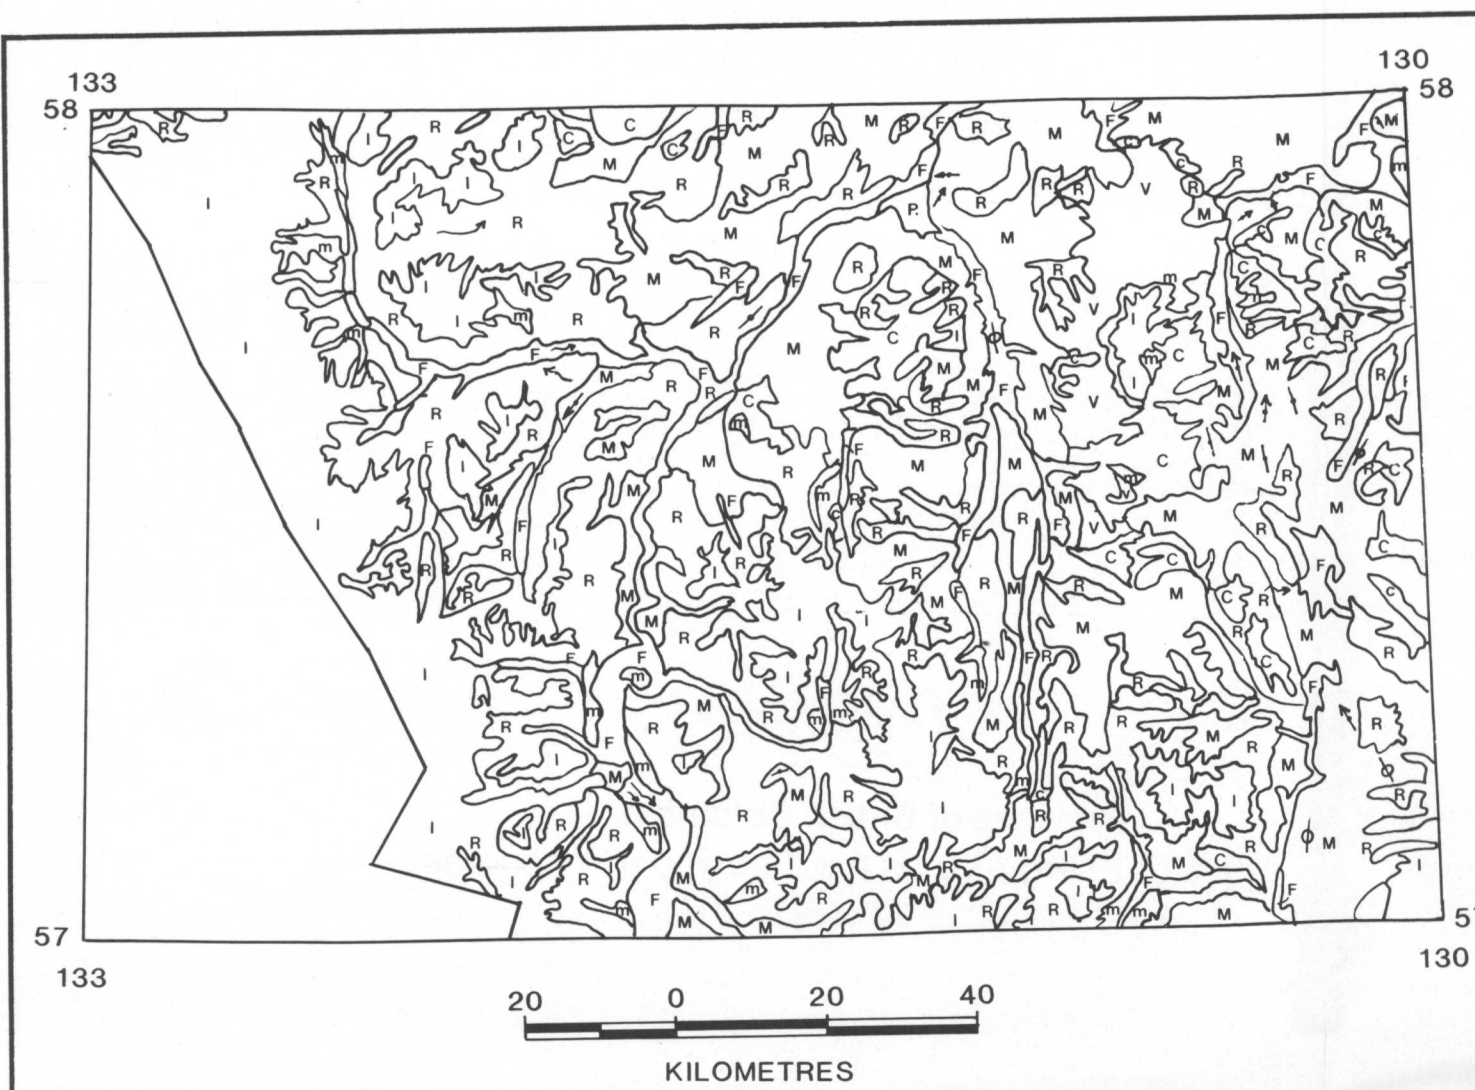 133
130
58
58
R I R I C C R F R M R F R M F M M F M
m R I I C M C M R R R F R R V C C R M R F m
I I R M P. R M M M C C M
m I I M R F F M F R m C M R
I R m R R R M R C I V I F n R
m F M R F R C M M F M C V I m C M C R R
R I R M C m R R M R
F I M M R F M F m R F M m V C M R F R C
I F R R R M F R M F V M M
R R I R M I R R M R F R M R C C M C R F C
F M M I I M F R M R C M R
I R F F m I R R m R R F
m F R M R m m M R R M R
R I M m I I R m M I I R
I R I R m R M R I R R R M
R I R F M m I R M R M I M C R M I
m M M I R I m m F M F
57
133
130
20 0 20 40
KILOMETRES